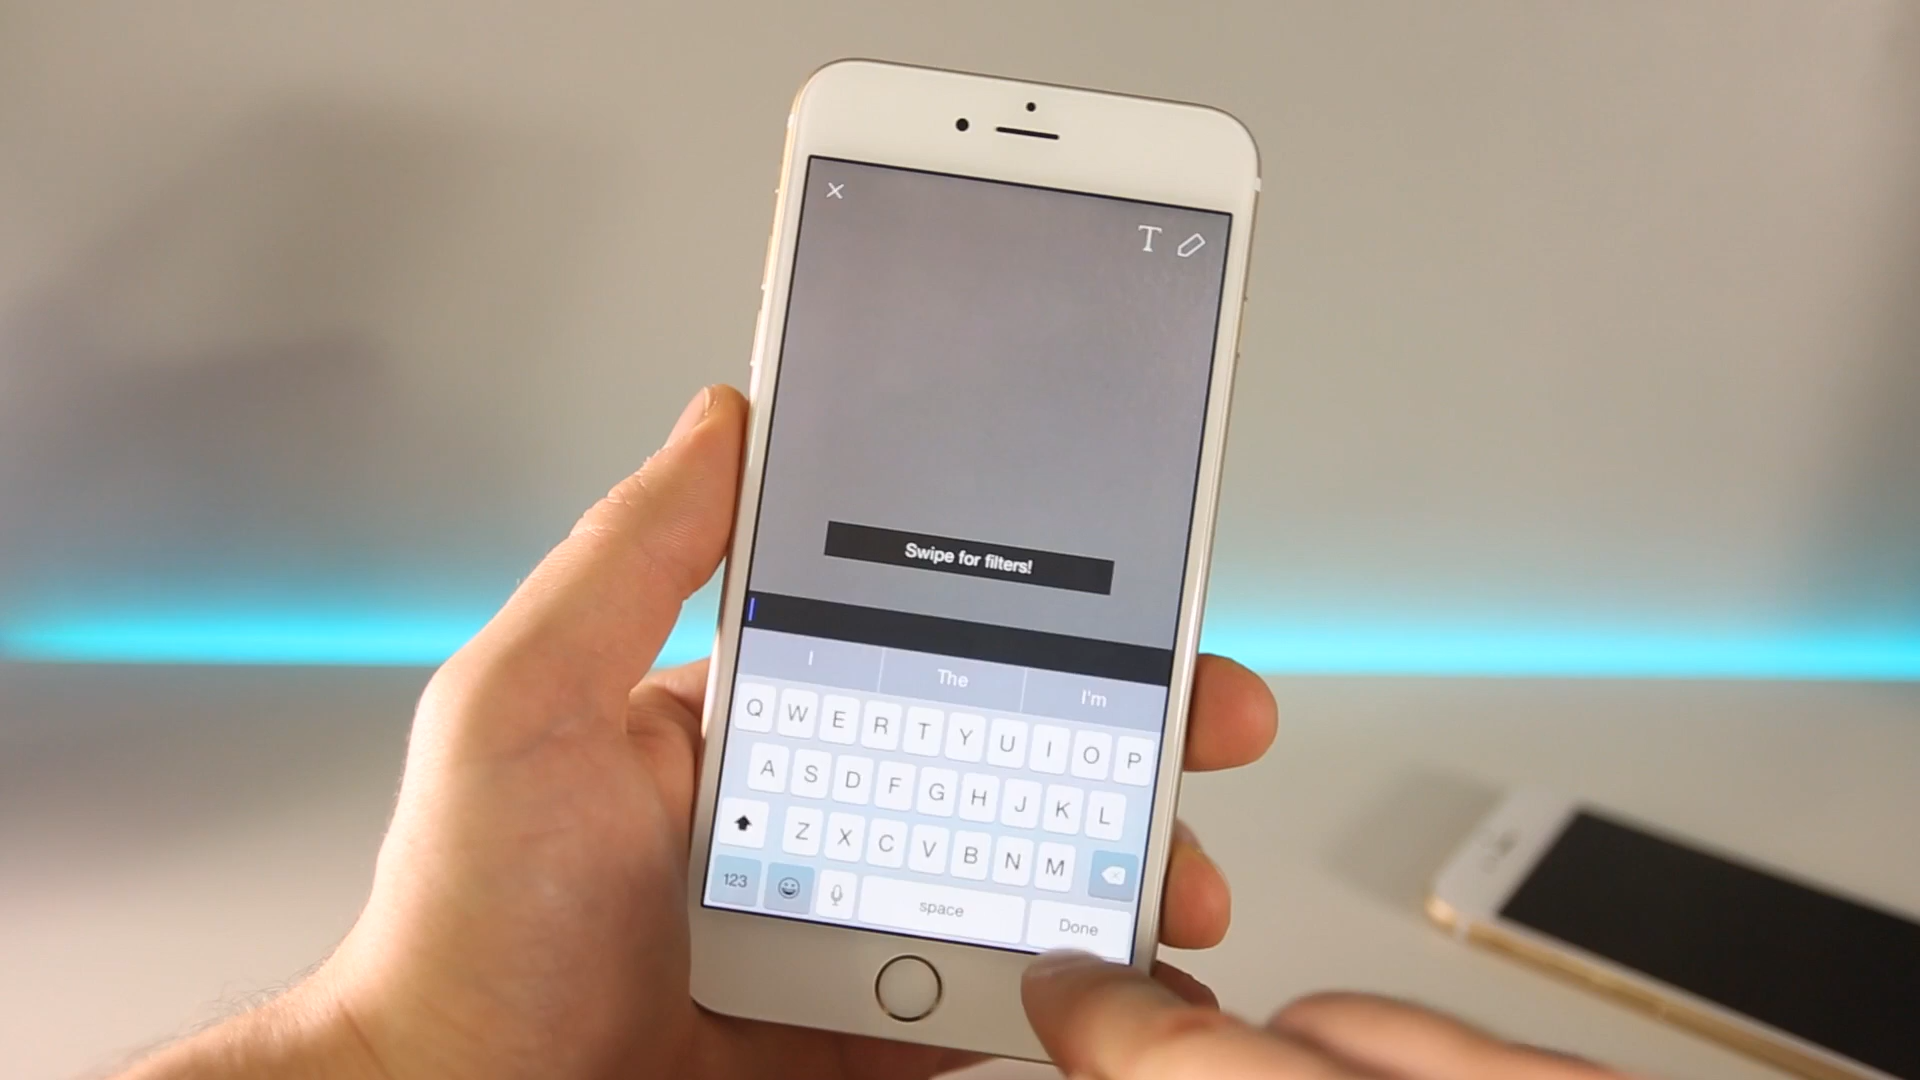 T
Swipe for filters!
I The I'm
Q W E R T Y U I O P
A S D F G H J K L
Z X C V B N M
123 space Done